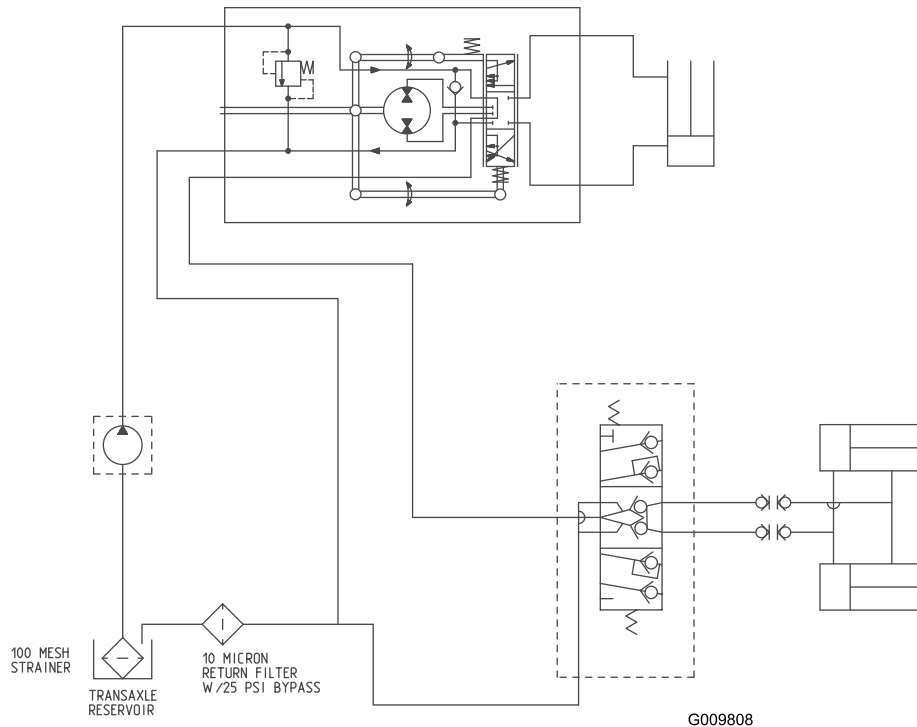 100 MESH
STRAINER
TRANSAXLE
RESERVOIR
10 MICRON
RETURN FILTER
W/25 PSI BYPASS
G009808